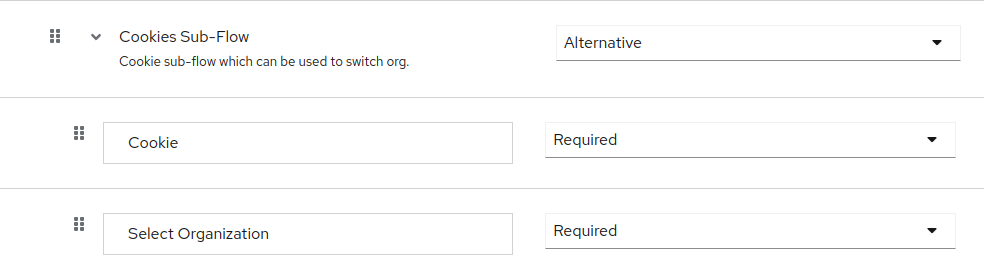 Cookies Sub-Flow
Alternative
Cookie sub-flow which can be used to switch org.
Cookie
Required
Select Organization
Required